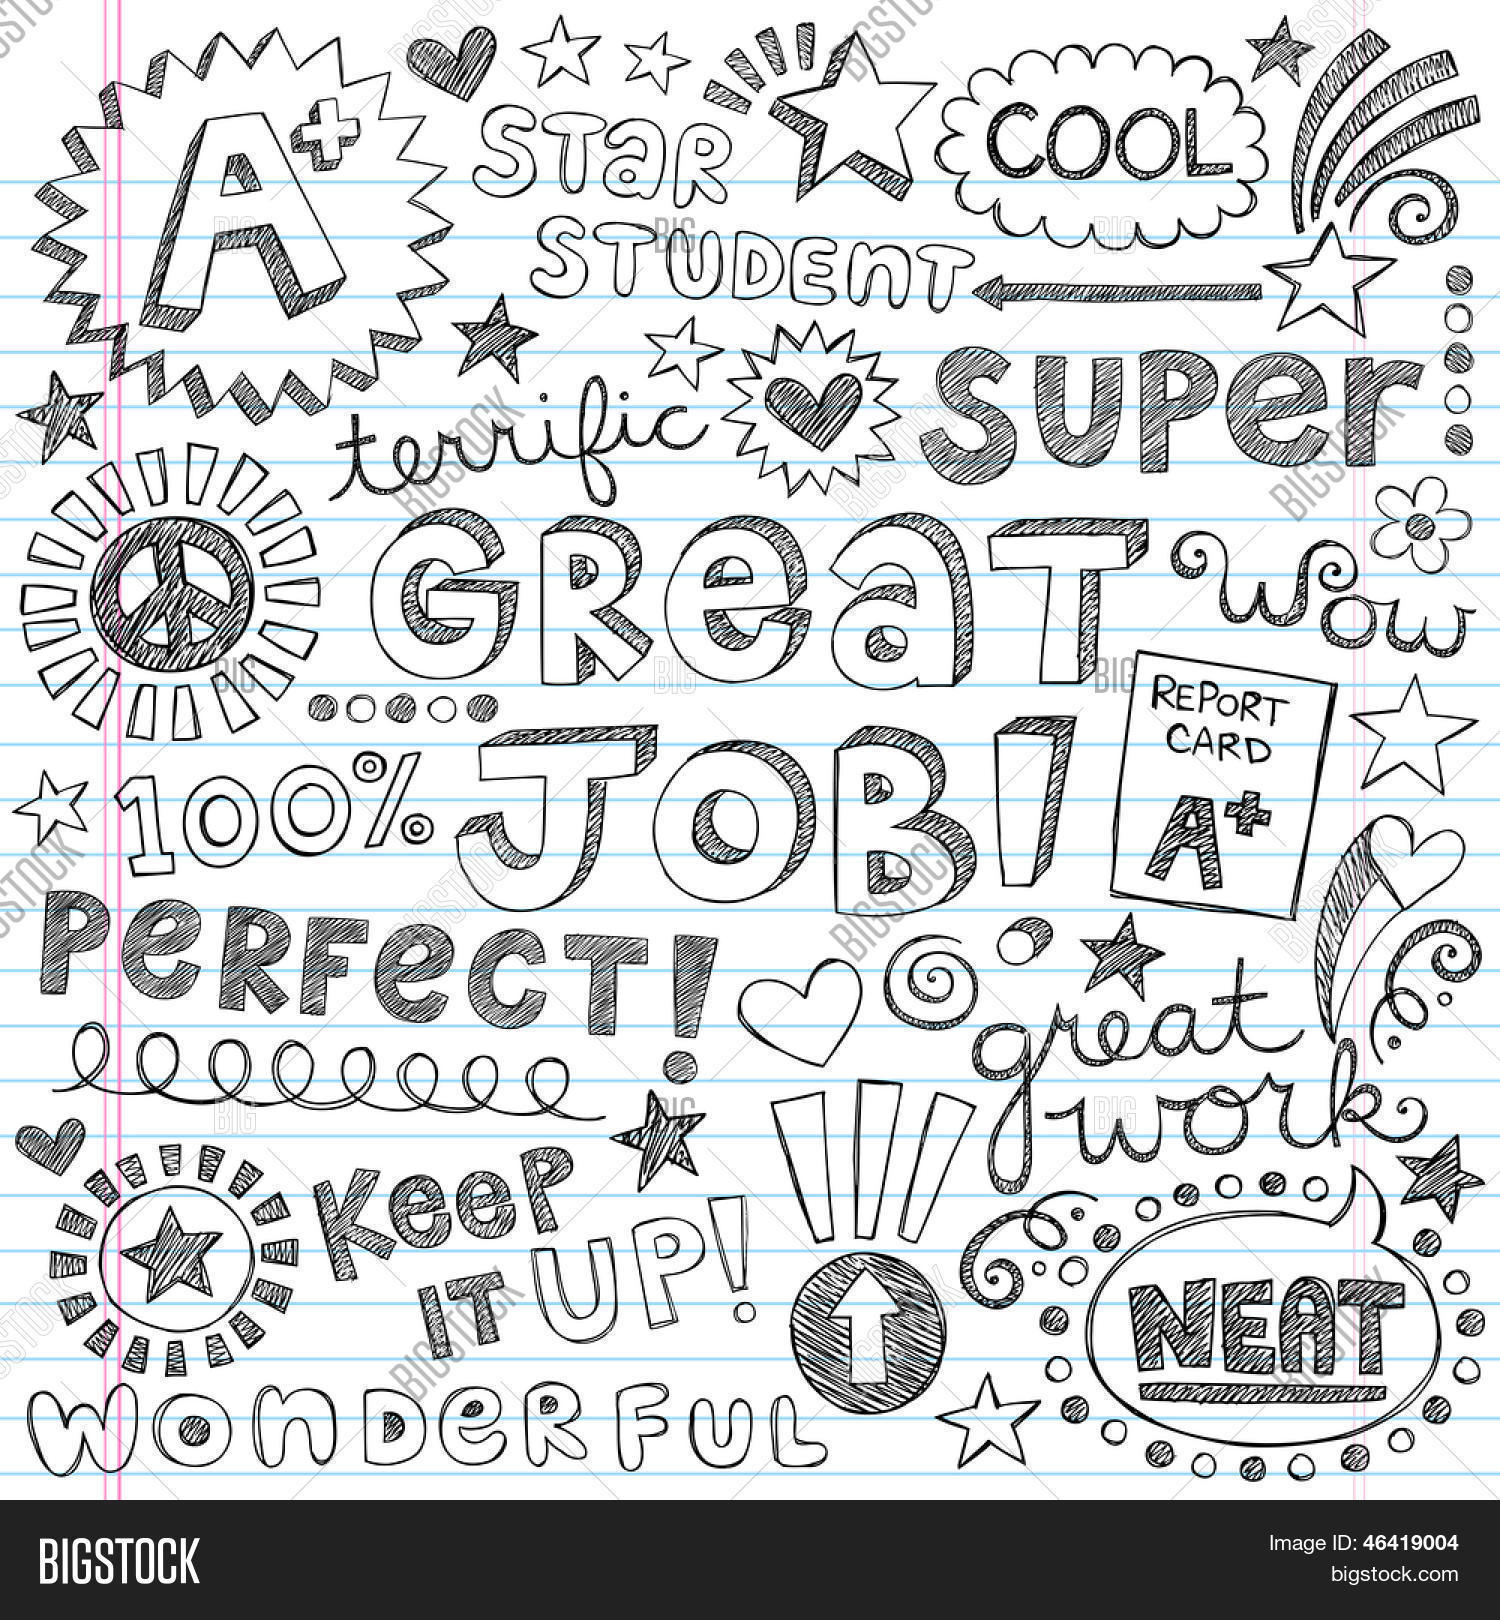 A+
STaR
STUDENT
COOL
terrific
SUPer
GReaT
wow
JOB!
REPORT
CARD
A+
100%
PeRFeCT!
great
work
KeeP
IT UP!
NEAT
WonDeRFUL
BIGSTOCK
Image ID: 46419004
bigstock.com